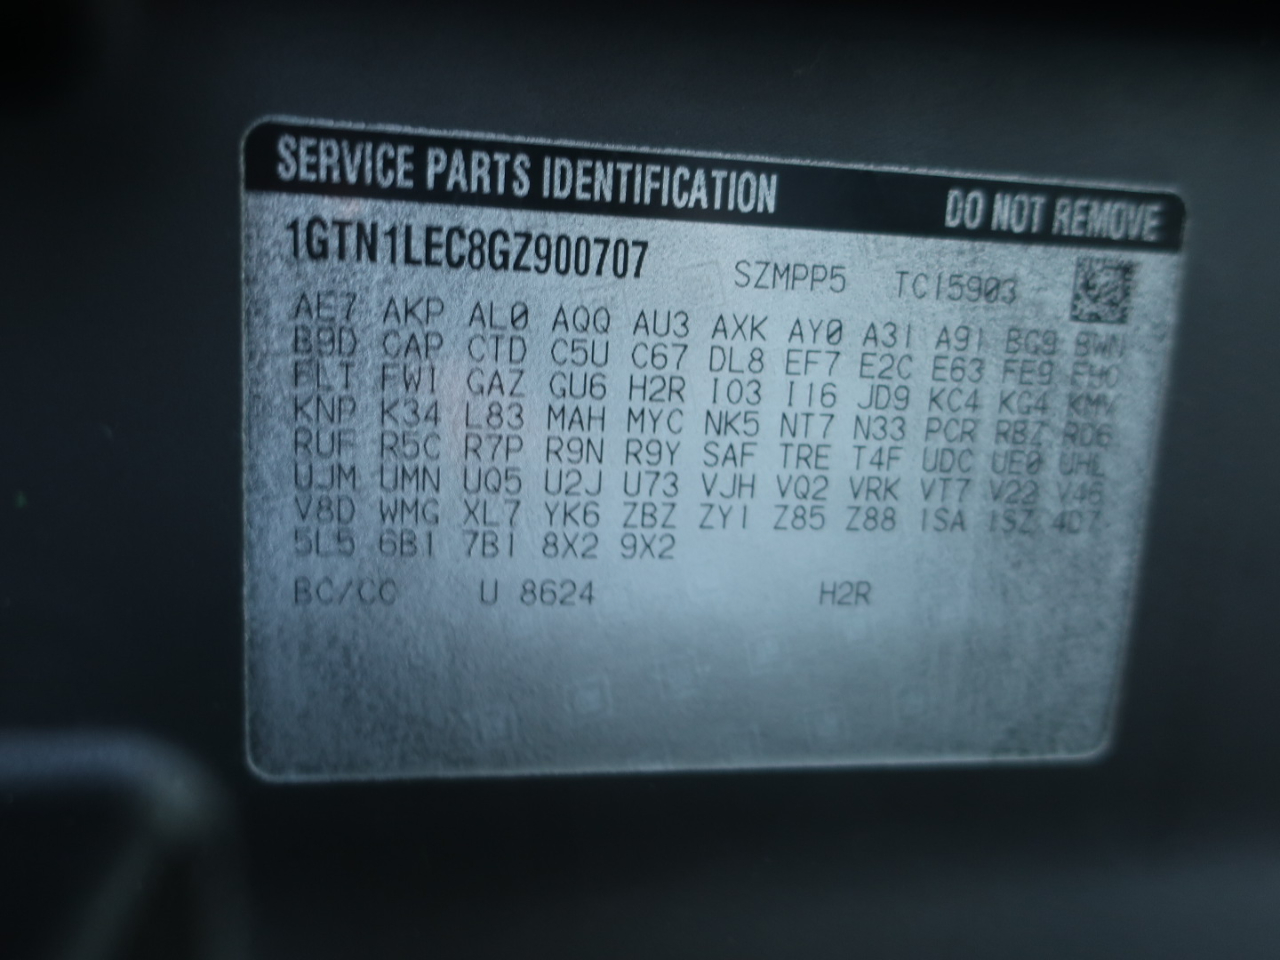 SERVICE PARTS IDENTIFICATION DO NOT REMOVE
1GTN1LEC8GZ900707 SZMPP5 TC15903
AE7 AKP AL0 AQQ AU3 AXK AY0 A31 A91 BG9 BWN
B9D CAP CTD C5U C67 DL8 EF7 E2C E63 FE9
FLT FW1 GAZ GU6 H2R I03 I16 JD9 KC4 KG4 KMV
KNP K34 L83 MAH MYC NK5 NT7 N33 PCR RBZ RD6
RUF R5C R7P R9N R9Y SAF TRE T4F UDC UE0 UHL
UJM UMN UQ5 U2J U73 VJH VQ2 VRK VT7 V22 V46
V8D WMG XL7 YK6 ZBZ ZY1 Z85 Z88 1SA 1SZ 4D7
5L5 6B1 7B1 8X2 9X2
BC/CC U 8624 H2R